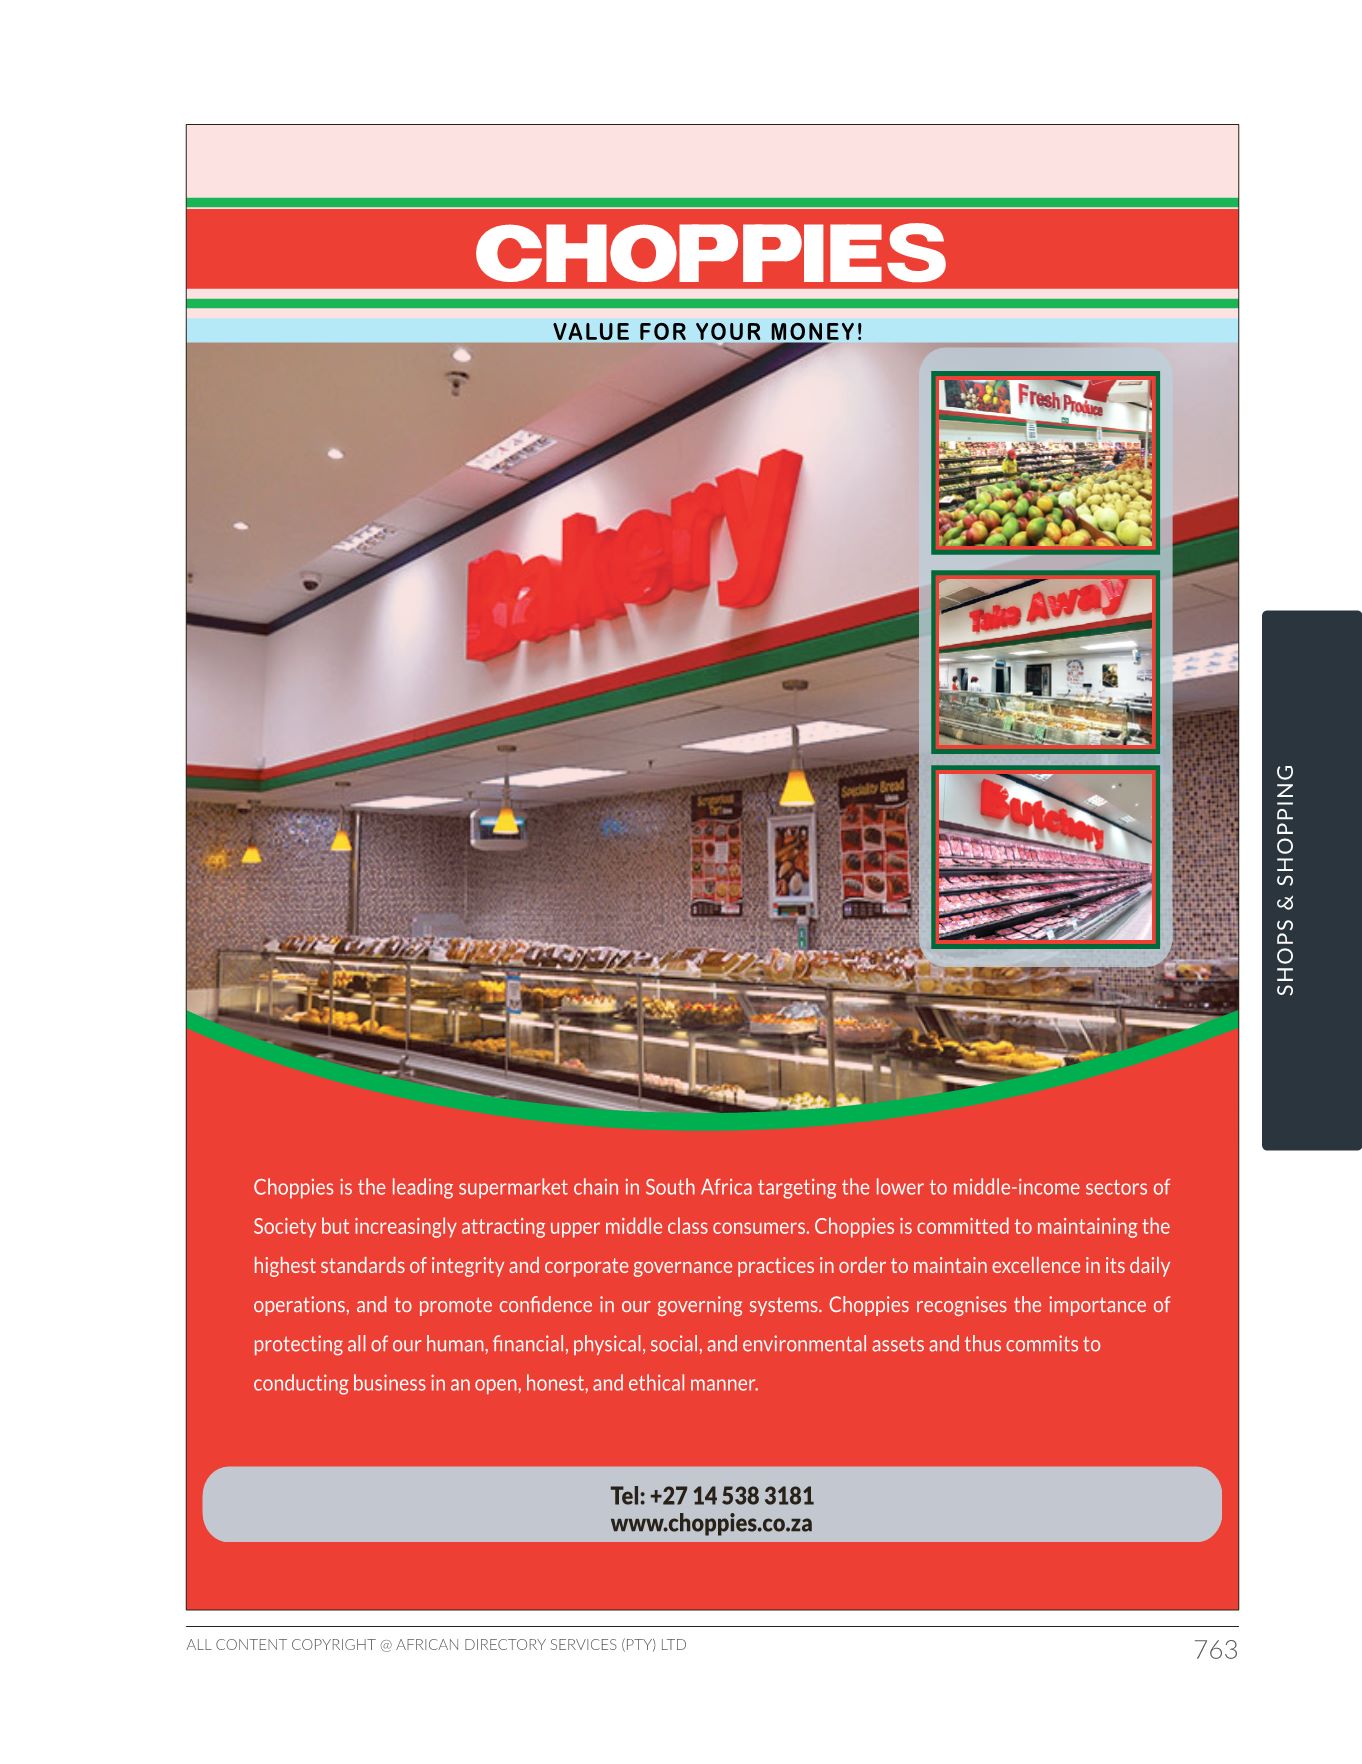 CHOPPIES
VALUE FOR YOUR MONEY!
Bakery
Fresh Produce
Take Away
Butchery
Speciality Bread
Choppies is the leading supermarket chain in South Africa targeting the lower to middle-income sectors of
Society but increasingly attracting upper middle class consumers. Choppies is committed to maintaining the
highest standards of integrity and corporate governance practices in order to maintain excellence in its daily
operations, and to promote confidence in our governing systems. Choppies recognises the importance of
protecting all of our human, financial, physical, social, and environmental assets and thus commits to
conducting business in an open, honest, and ethical manner.
Tel: +27 14 538 3181
www.choppies.co.za
SHOPS & SHOPPING
ALL CONTENT COPYRIGHT @ AFRICAN DIRECTORY SERVICES (PTY) LTD
763